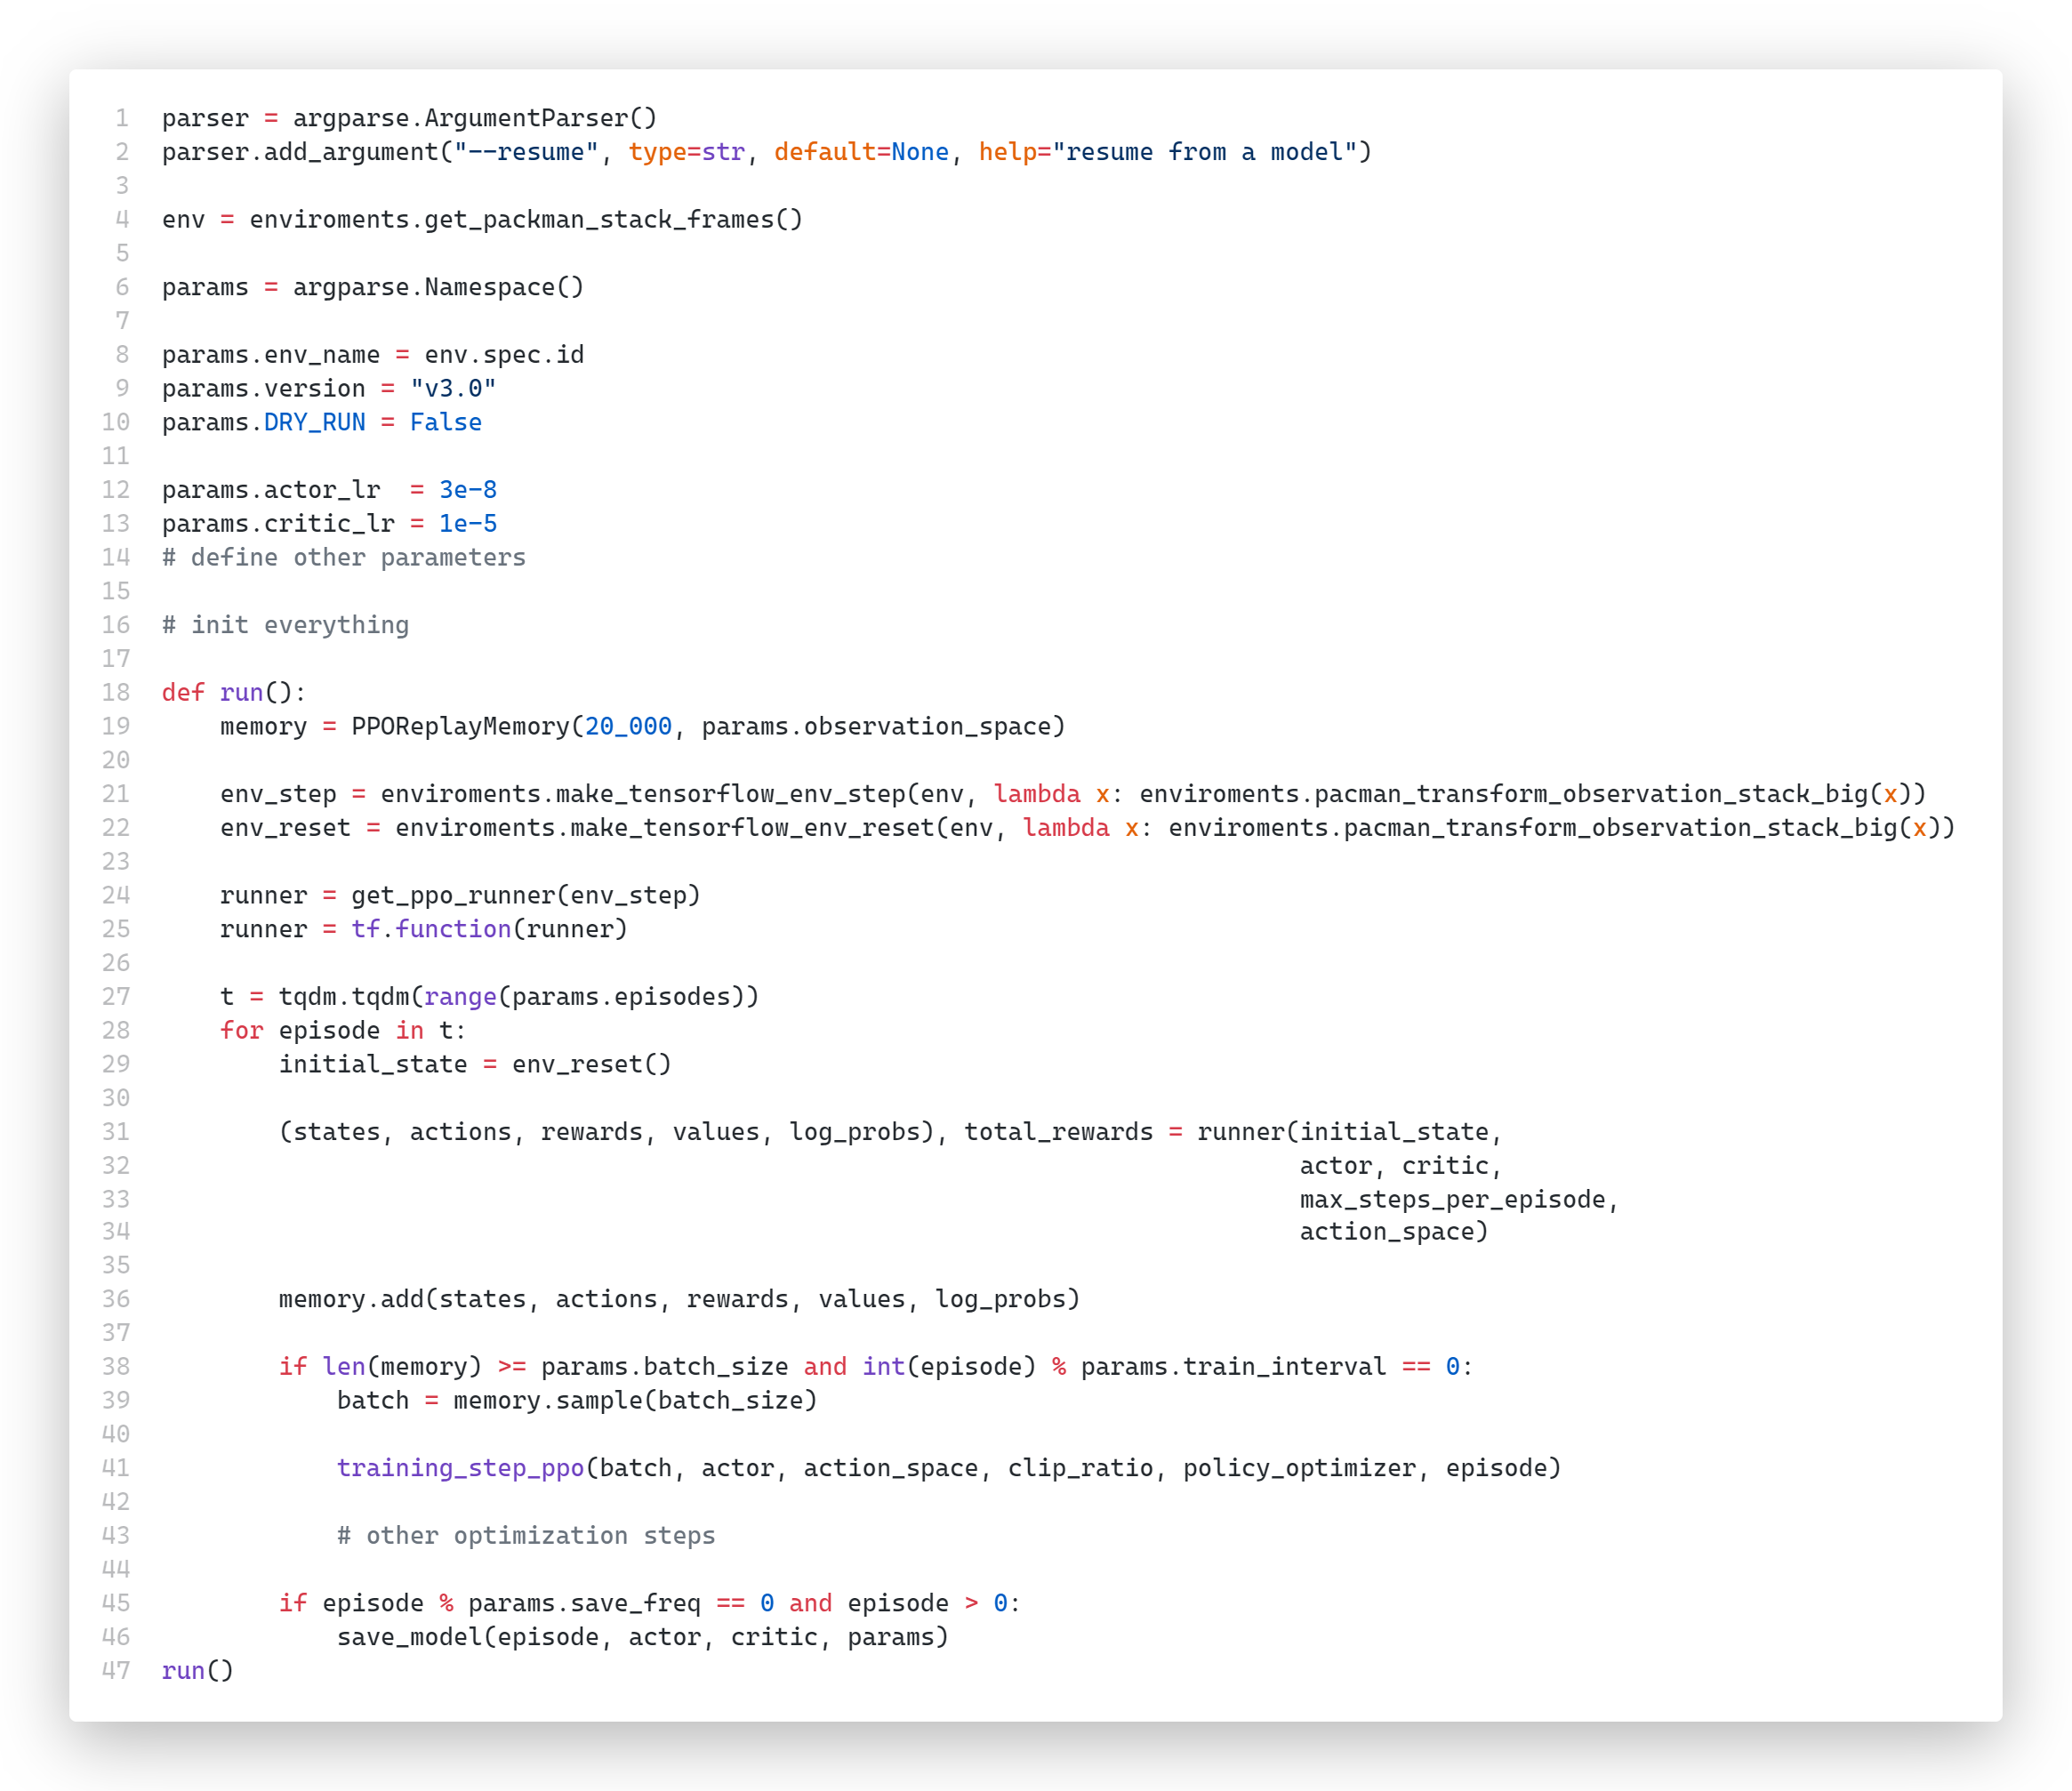 1 parser = argparse.ArgumentParser()
2 parser.add_argument("--resume", type=str, default=None, help="resume from a model")
3
4 env = enviroments.get_packman_stack_frames()
5
6 params = argparse.Namespace()
7
8 params.env_name = env.spec.id
9 params.version = "v3.0"
10 params.DRY_RUN = False
11
12 params.actor_lr  = 3e-8
13 params.critic_lr = 1e-5
14 # define other parameters
15
16 # init everything
17
18 def run():
19     memory = PPOReplayMemory(20_000, params.observation_space)
20
21     env_step = enviroments.make_tensorflow_env_step(env, lambda x: enviroments.pacman_transform_observation_stack_big(x))
22     env_reset = enviroments.make_tensorflow_env_reset(env, lambda x: enviroments.pacman_transform_observation_stack_big(x))
23
24     runner = get_ppo_runner(env_step)
25     runner = tf.function(runner)
26
27     t = tqdm.tqdm(range(params.episodes))
28     for episode in t:
29         initial_state = env_reset()
30
31         (states, actions, rewards, values, log_probs), total_rewards = runner(initial_state,
32                                                                               actor, critic,
33                                                                               max_steps_per_episode,
34                                                                               action_space)
35
36         memory.add(states, actions, rewards, values, log_probs)
37
38         if len(memory) >= params.batch_size and int(episode) % params.train_interval == 0:
39             batch = memory.sample(batch_size)
40
41             training_step_ppo(batch, actor, action_space, clip_ratio, policy_optimizer, episode)
42
43             # other optimization steps
44
45         if episode % params.save_freq == 0 and episode > 0:
46             save_model(episode, actor, critic, params)
47 run()